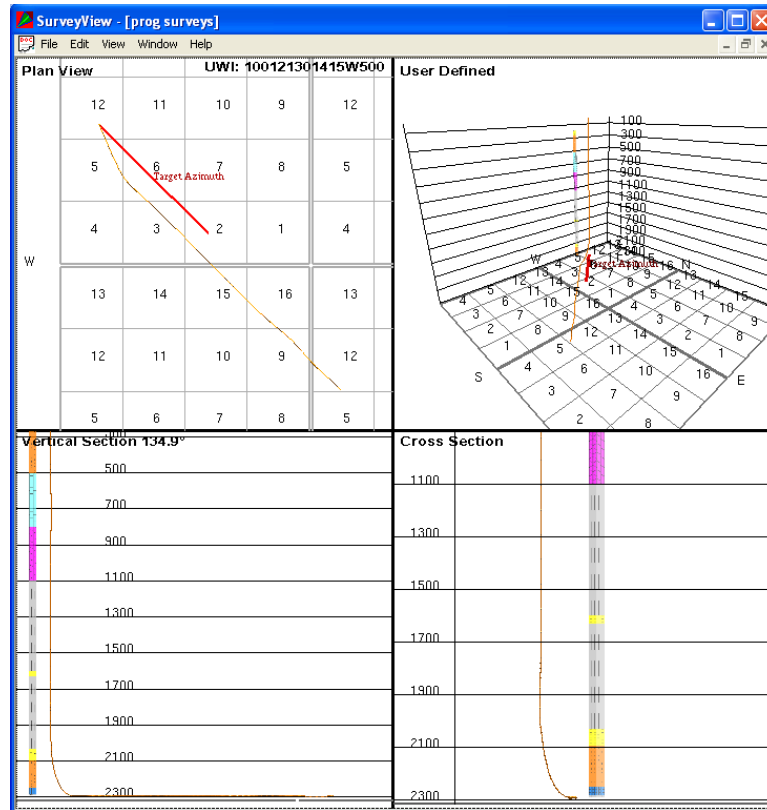 SurveyView - [prog surveys]
File Edit View Window Help
Plan View UWI: 100121301414W500
12 11 10 9 12
5 6 7 8 5
Target Azimuth
4 3 2 1 4
W
13 14 15 16 13
12 11 10 9 12
5 6 7 8 5
User Defined
100
300
500
700
900
1100
1300
1500
1700
1900
2100
W
N
Target Azimuth
S
E
Vertical Section 134.9°
500
700
900
1100
1300
1500
1700
1900
2100
2300
Cross Section
1100
1300
1500
1700
1900
2100
2300